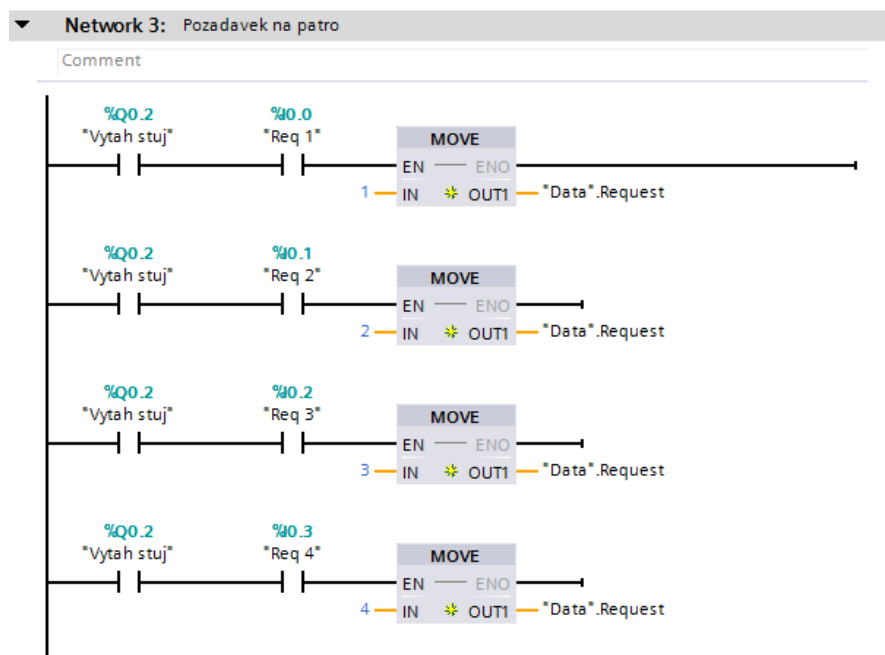 Network 3: Pozadavek na patro
Comment
%Q0.2 %I0.0
"Vytah stuj" "Req 1"
MOVE
EN ENO
1 IN OUT1 "Data".Request
%Q0.2 %I0.1
"Vytah stuj" "Req 2"
MOVE
EN ENO
2 IN OUT1 "Data".Request
%Q0.2 %I0.2
"Vytah stuj" "Req 3"
MOVE
EN ENO
3 IN OUT1 "Data".Request
%Q0.2 %I0.3
"Vytah stuj" "Req 4"
MOVE
EN ENO
4 IN OUT1 "Data".Request